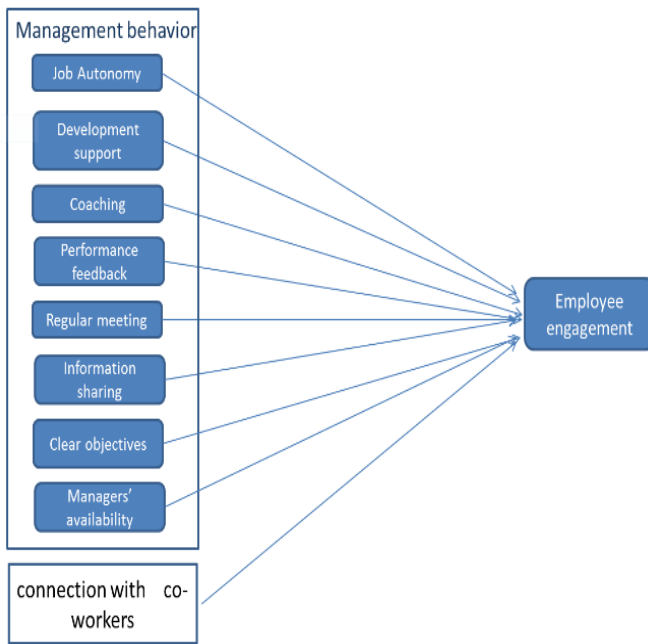 Management behavior
Job Autonomy
Development
support
Coaching
Performance
feedback
Regular meeting
Information
sharing
Clear objectives
Managers’
availability
connection with co-
workers
Employee
engagement